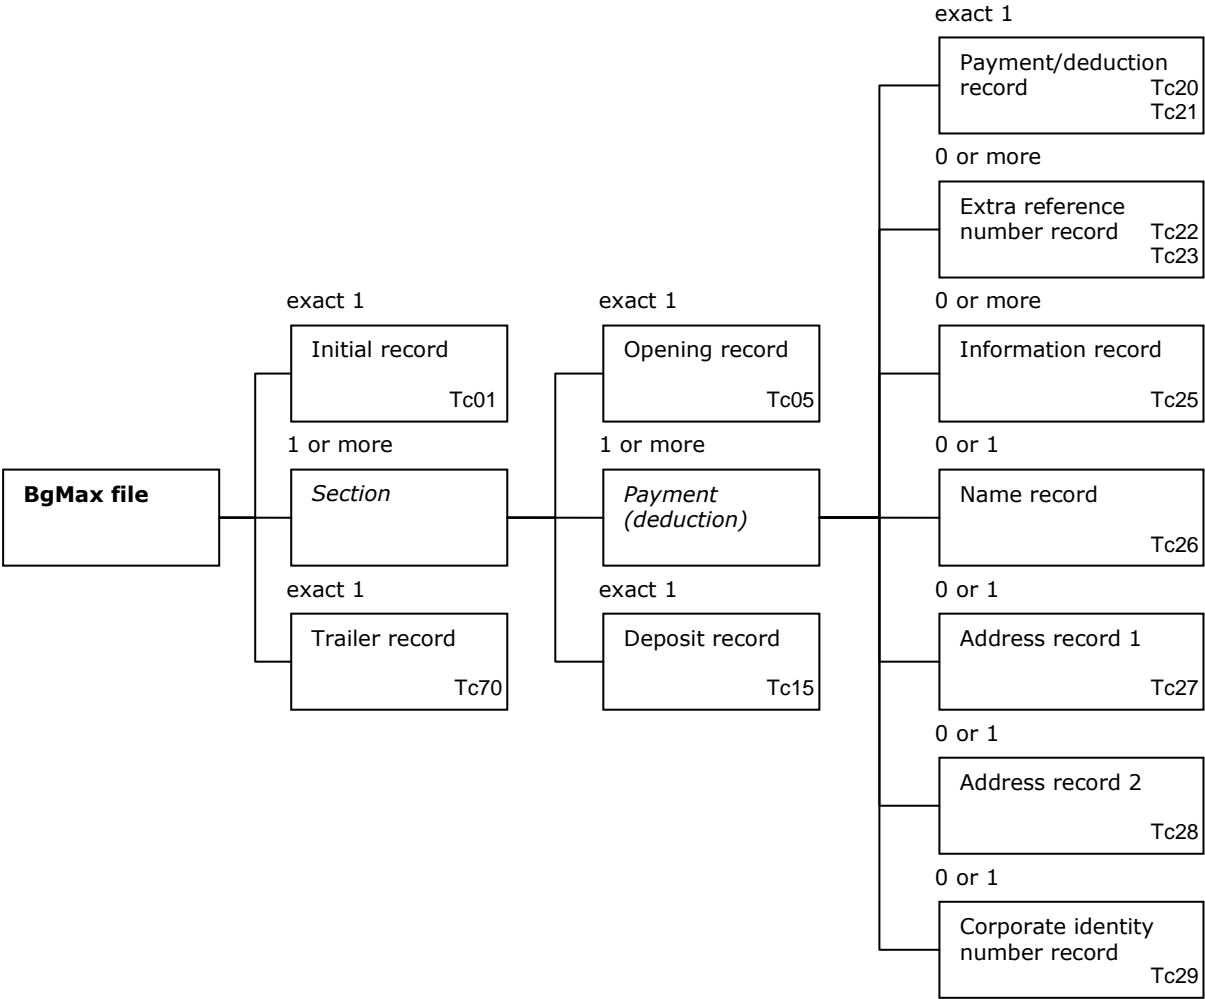 BgMax file
exact 1
Initial record
Tc01
1 or more
Section
exact 1
Trailer record
Tc70
exact 1
Opening record
Tc05
1 or more
Payment
(deduction)
exact 1
Deposit record
Tc15
exact 1
Payment/deduction
record Tc20
Tc21
0 or more
Extra reference
number record Tc22
Tc23
0 or more
Information record
Tc25
0 or 1
Name record
Tc26
0 or 1
Address record 1
Tc27
0 or 1
Address record 2
Tc28
0 or 1
Corporate identity
number record
Tc29